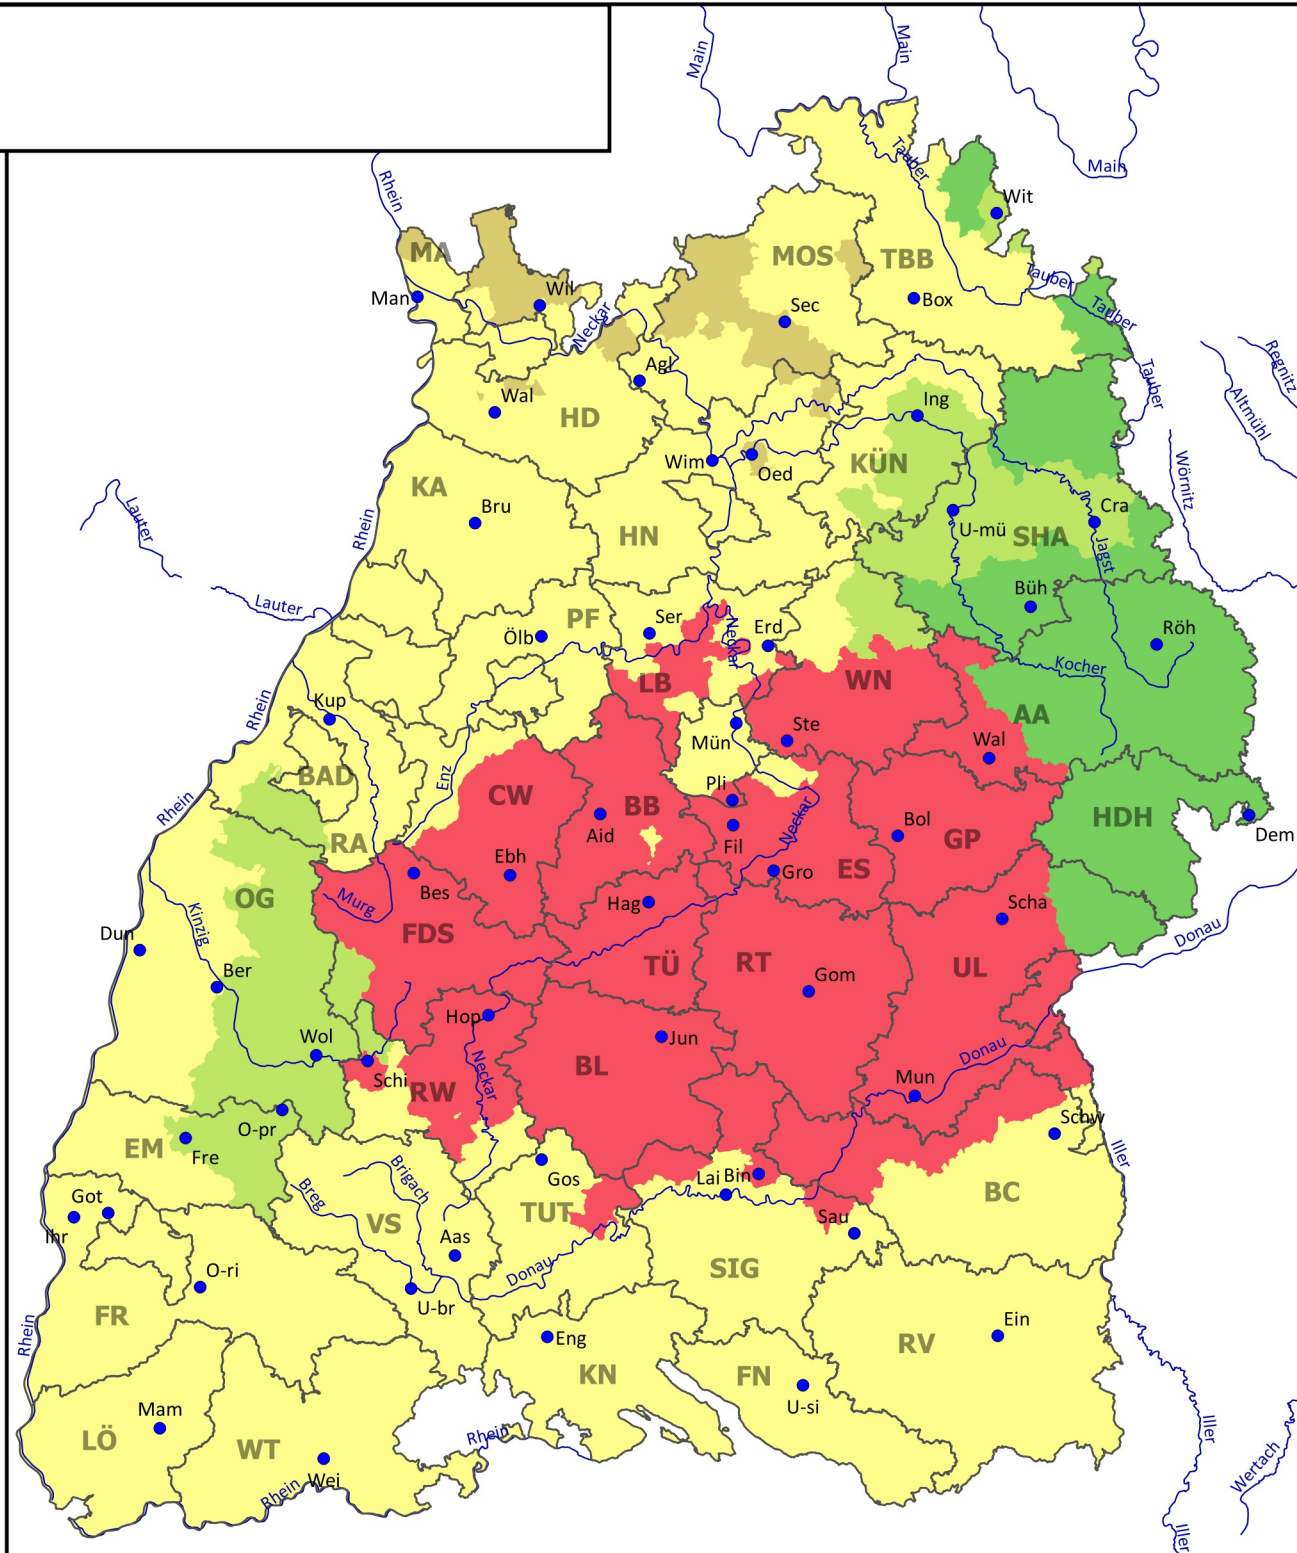 Main
Main
Main
Rhein
Tauber
Wit
MA
MOS
TBB
Tauber
Man
Wil
Neckar
Sec
Box
Tauber
Regnitz
Agl
Tauber
Altmühl
Wal
HD
Ing
Wim
Oed
KÜN
Wörnitz
KA
Bru
HN
U-mü
SHA
Cra
Jagst
Lauter
Rhein
Lauter
PF
Ser
Neckar
Erd
Büh
Röh
Ölb
Kocher
LB
WN
AA
Rhein
Kup
Mün
Ste
Wal
BAD
Enz
CW
Pli
Rhein
BB
Aid
Fil
Neckar
Bol
GP
HDH
Dem
RA
Ebh
Bes
Gro
ES
OG
Murg
Hag
Scha
Kinzig
Dun
FDS
TÜ
RT
UL
Donau
Ber
Gom
Hop
Wol
Jun
Schi
Neckar
BL
Donau
RW
Mun
O-pr
Schw
EM
Fre
Iller
Brigach
Gos
Lai
Bin
BC
Got
Breg
VS
TUT
Sau
Ihr
Aas
O-ri
Donau
SIG
U-br
FR
Rhein
Eng
Ein
RV
KN
FN
U-si
Mam
LÖ
WT
Rhein
Iller
Wei
Rhein
Wertach
Iller